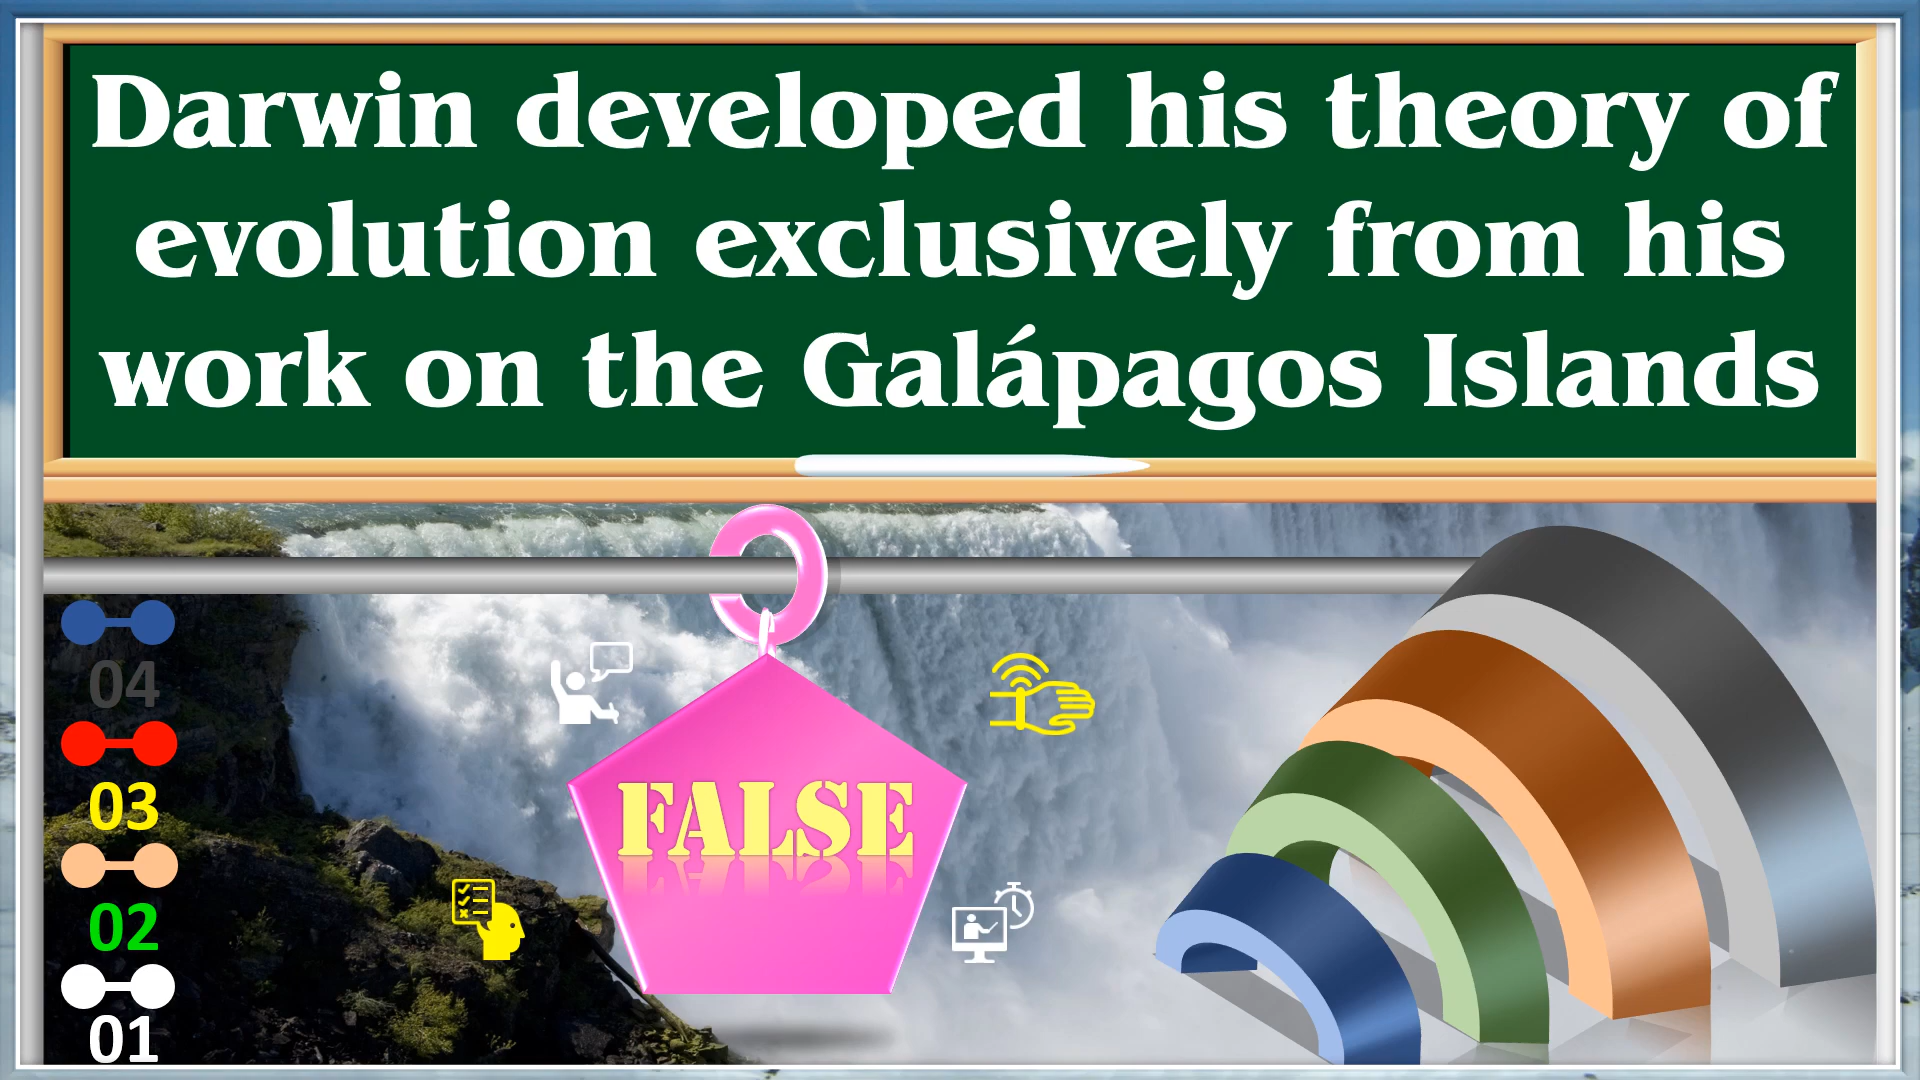 Darwin developed his theory of
evolution exclusively from his
work on the Galápagos Islands
FALSE
04
03
02
01